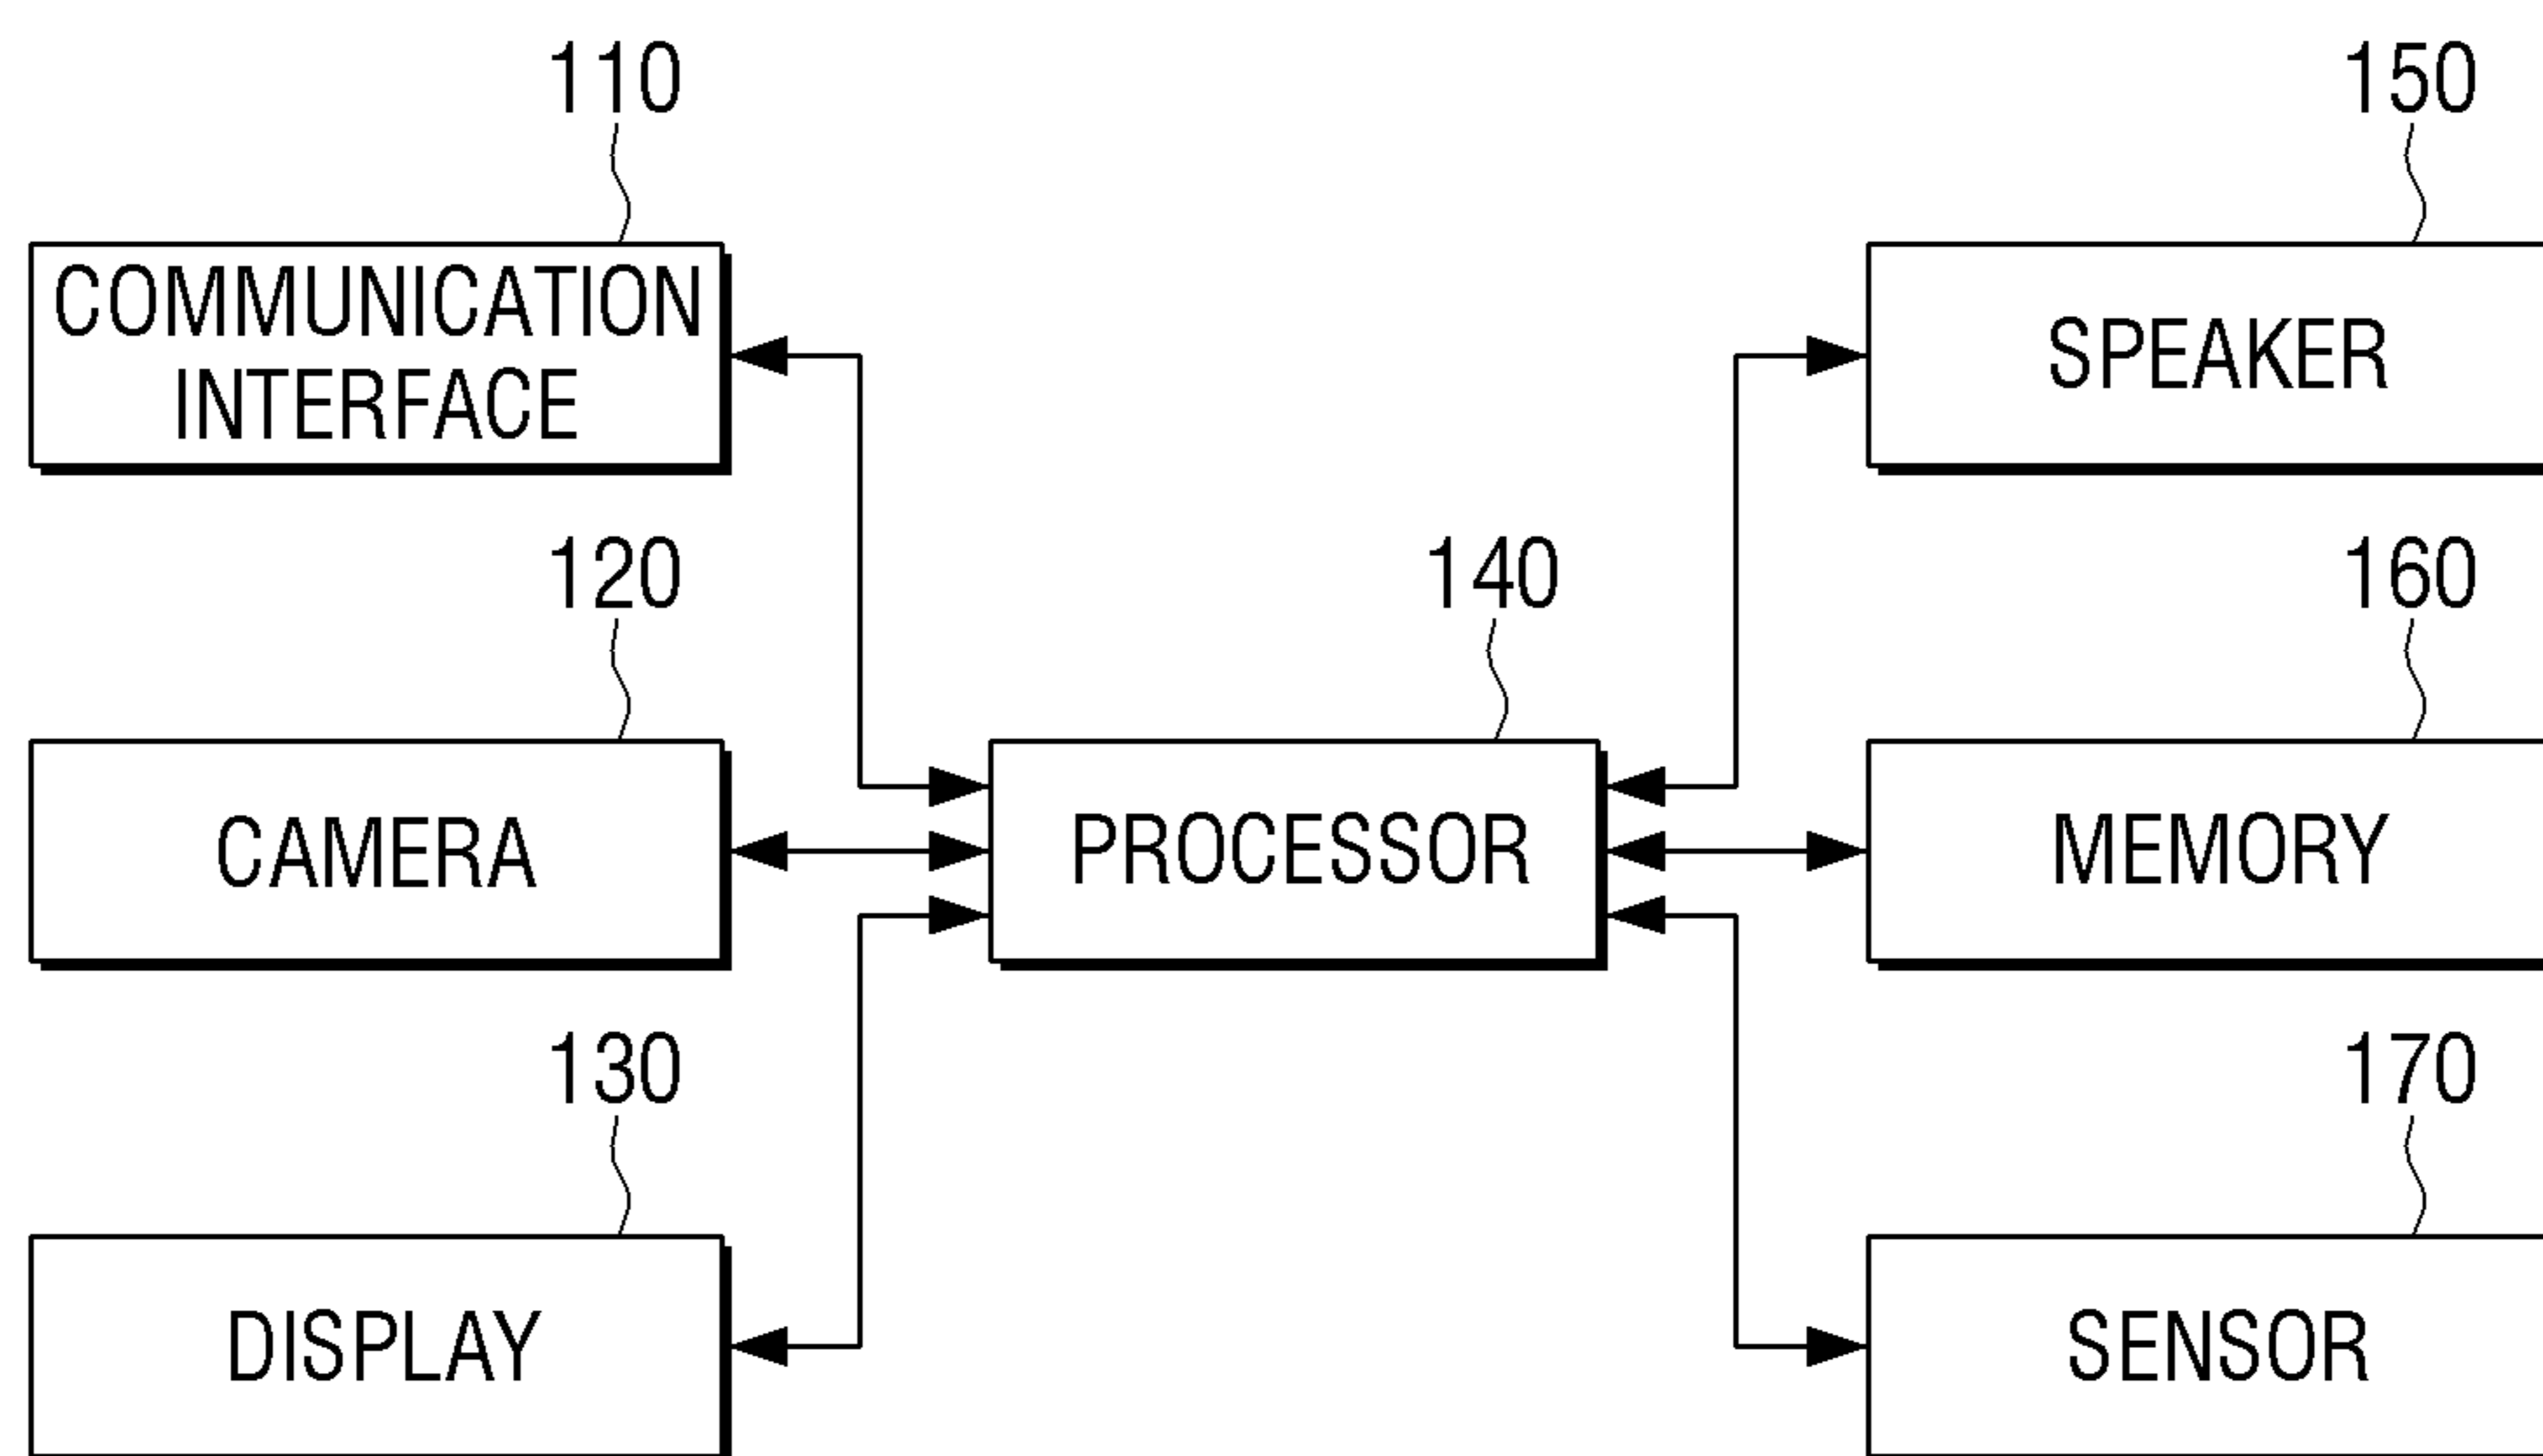 110
150
COMMUNICATION
INTERFACE
SPEAKER
120
140
160
CAMERA
PROCESSOR
MEMORY
130
170
DISPLAY
SENSOR